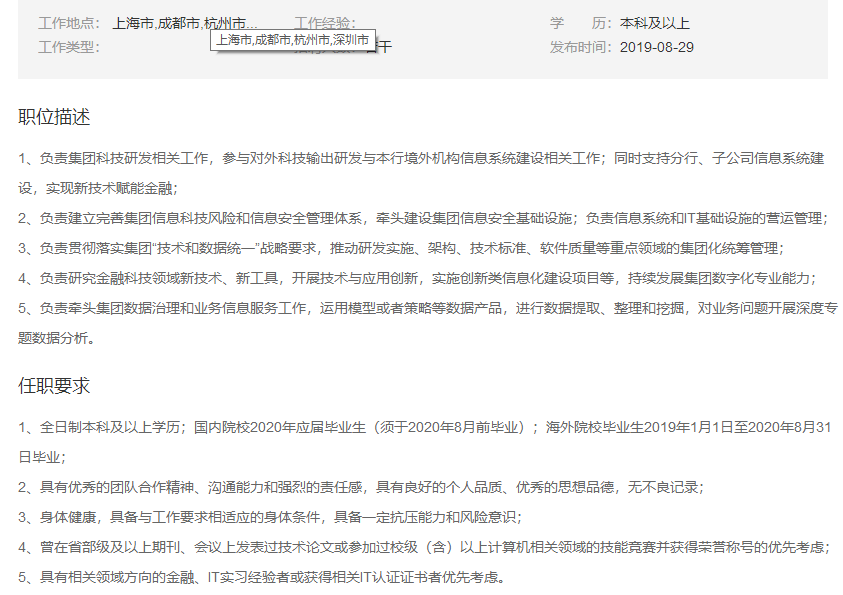 工作地点： 上海市,成都市,杭州市... 工作经验： 学 历： 本科及以上
上海市,成都市,杭州市,深圳市
工作类型： 若干 发布时间： 2019-08-29
职位描述
1、负责集团科技研发相关工作，参与对外科技输出研发与本行境外机构信息系统建设相关工作；同时支持分行、子公司信息系统建
设，实现新技术赋能金融；
2、负责建立完善集团信息科技风险和信息安全管理体系，牵头建设集团信息安全基础设施；负责信息系统和IT基础设施的营运管理；
3、负责贯彻落实集团“技术和数据统一”战略要求，推动研发实施、架构、技术标准、软件质量等重点领域的集团化统筹管理；
4、负责研究金融科技领域新技术、新工具，开展技术与应用创新，实施创新类信息化建设项目等，持续发展集团数字化专业能力；
5、负责牵头集团数据治理和业务信息服务工作，运用模型或者策略等数据产品，进行数据提取、整理和挖掘，对业务问题开展深度专
题数据分析。
任职要求
1、全日制本科及以上学历；国内院校2020年应届毕业生（须于2020年8月前毕业）；海外院校毕业生2019年1月1日至2020年8月31
日毕业；
2、具有优秀的团队合作精神、沟通能力和强烈的责任感，具有良好的个人品质、优秀的思想品德，无不良记录；
3、身体健康，具备与工作要求相适应的身体条件，具备一定抗压能力和风险意识；
4、曾在省部级及以上期刊、会议上发表过技术论文或参加过校级（含）以上计算机相关领域的技能竞赛并获得荣誉称号的优先考虑；
5、具有相关领域方向的金融、IT实习经验者或获得相关IT认证证书者优先考虑。